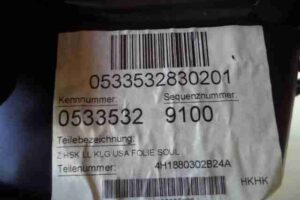 0533532830201
Kennnummer: Sequenznummer:
0533532 9100
Teilebezeichnung:
Z HSK LL KLG USA FOLIE SOUL
Teilenummer: 4H1880302B24A
HKHK